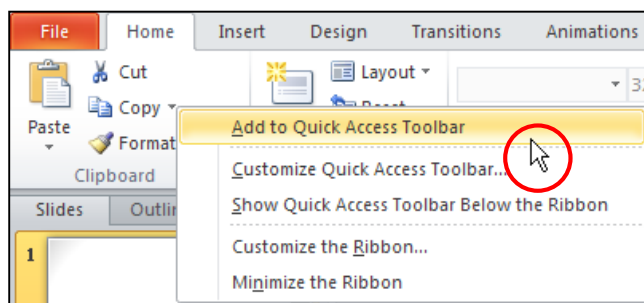 File Home Insert Design Transitions Animations
Cut
Layout
Copy
Paste
Format
Clipboard
Add to Quick Access Toolbar
Customize Quick Access Toolbar...
Show Quick Access Toolbar Below the Ribbon
Customize the Ribbon...
Minimize the Ribbon
Slides
1